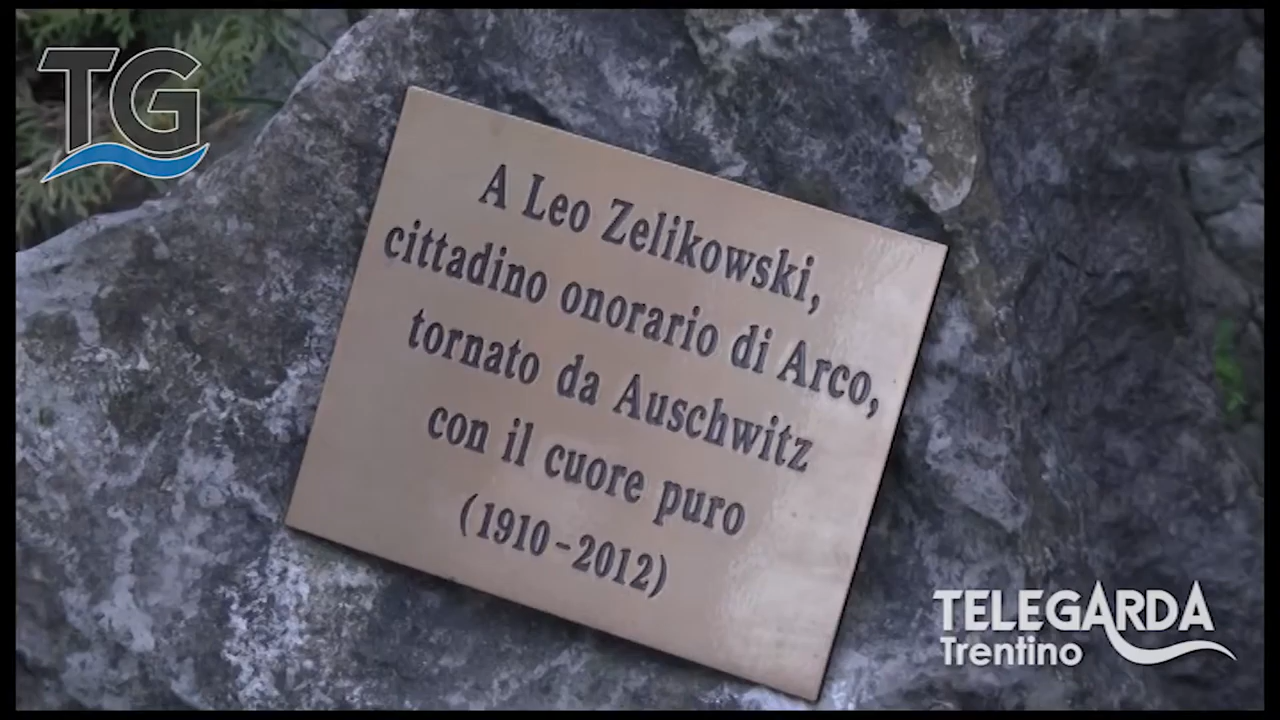 TG
A Leo Zelikowski,
cittadino onorario di Arco,
tornato da Auschwitz
con il cuore puro
(1910-2012)
TELEGARDA
Trentino